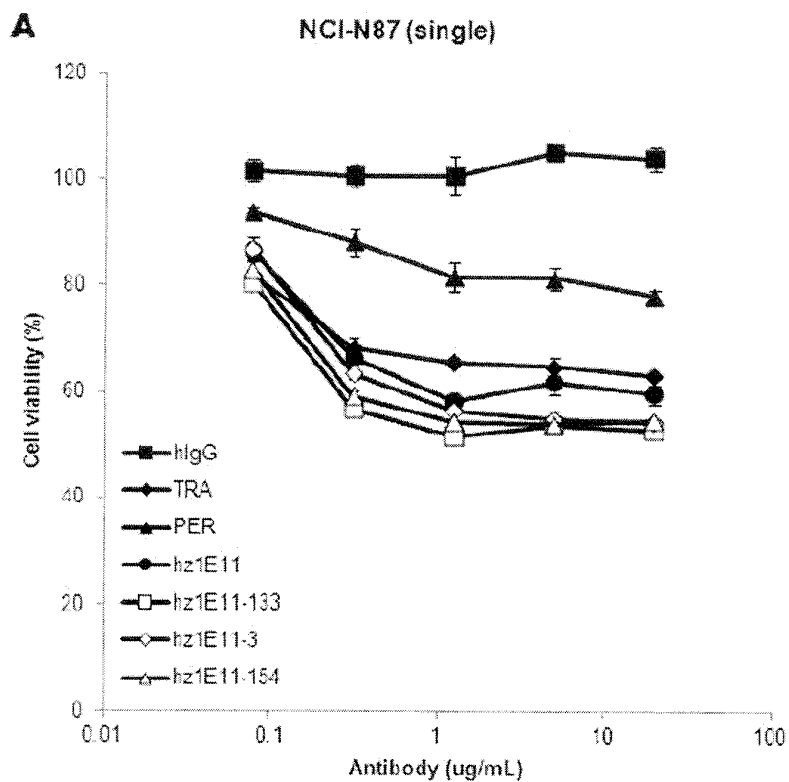 A
NCI-N87 (single)
120
100
80
60
40
20
0
Cell viability (%)
hIgG
TRA
PER
hz1E11
hz1E11-133
hz1E11-3
hz1E11-154
0.01
0.1
1
10
100
Antibody (ug/mL)